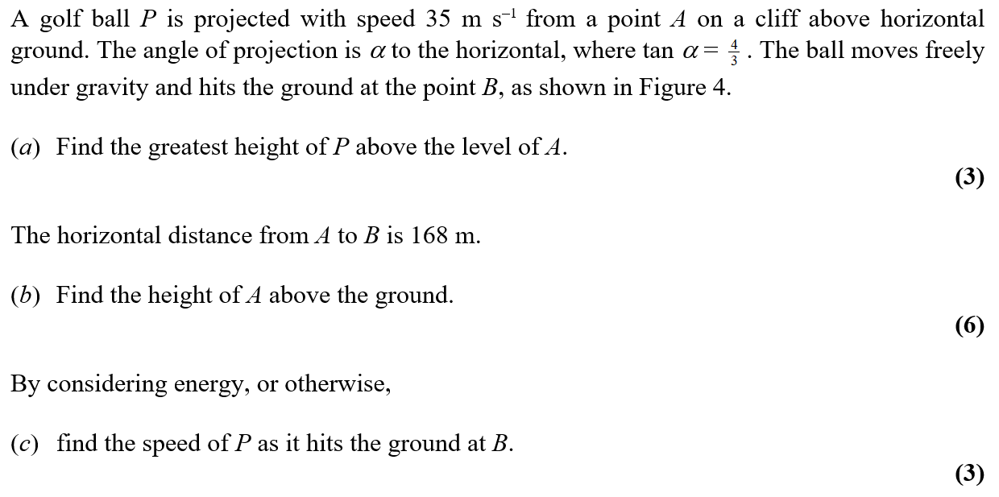 A golf ball P is projected with speed 35 m s⁻¹ from a point A on a cliff above horizontal
ground. The angle of projection is α to the horizontal, where tan α = 4/3 . The ball moves freely
under gravity and hits the ground at the point B, as shown in Figure 4.
(a) Find the greatest height of P above the level of A.
(3)
The horizontal distance from A to B is 168 m.
(b) Find the height of A above the ground.
(6)
By considering energy, or otherwise,
(c) find the speed of P as it hits the ground at B.
(3)